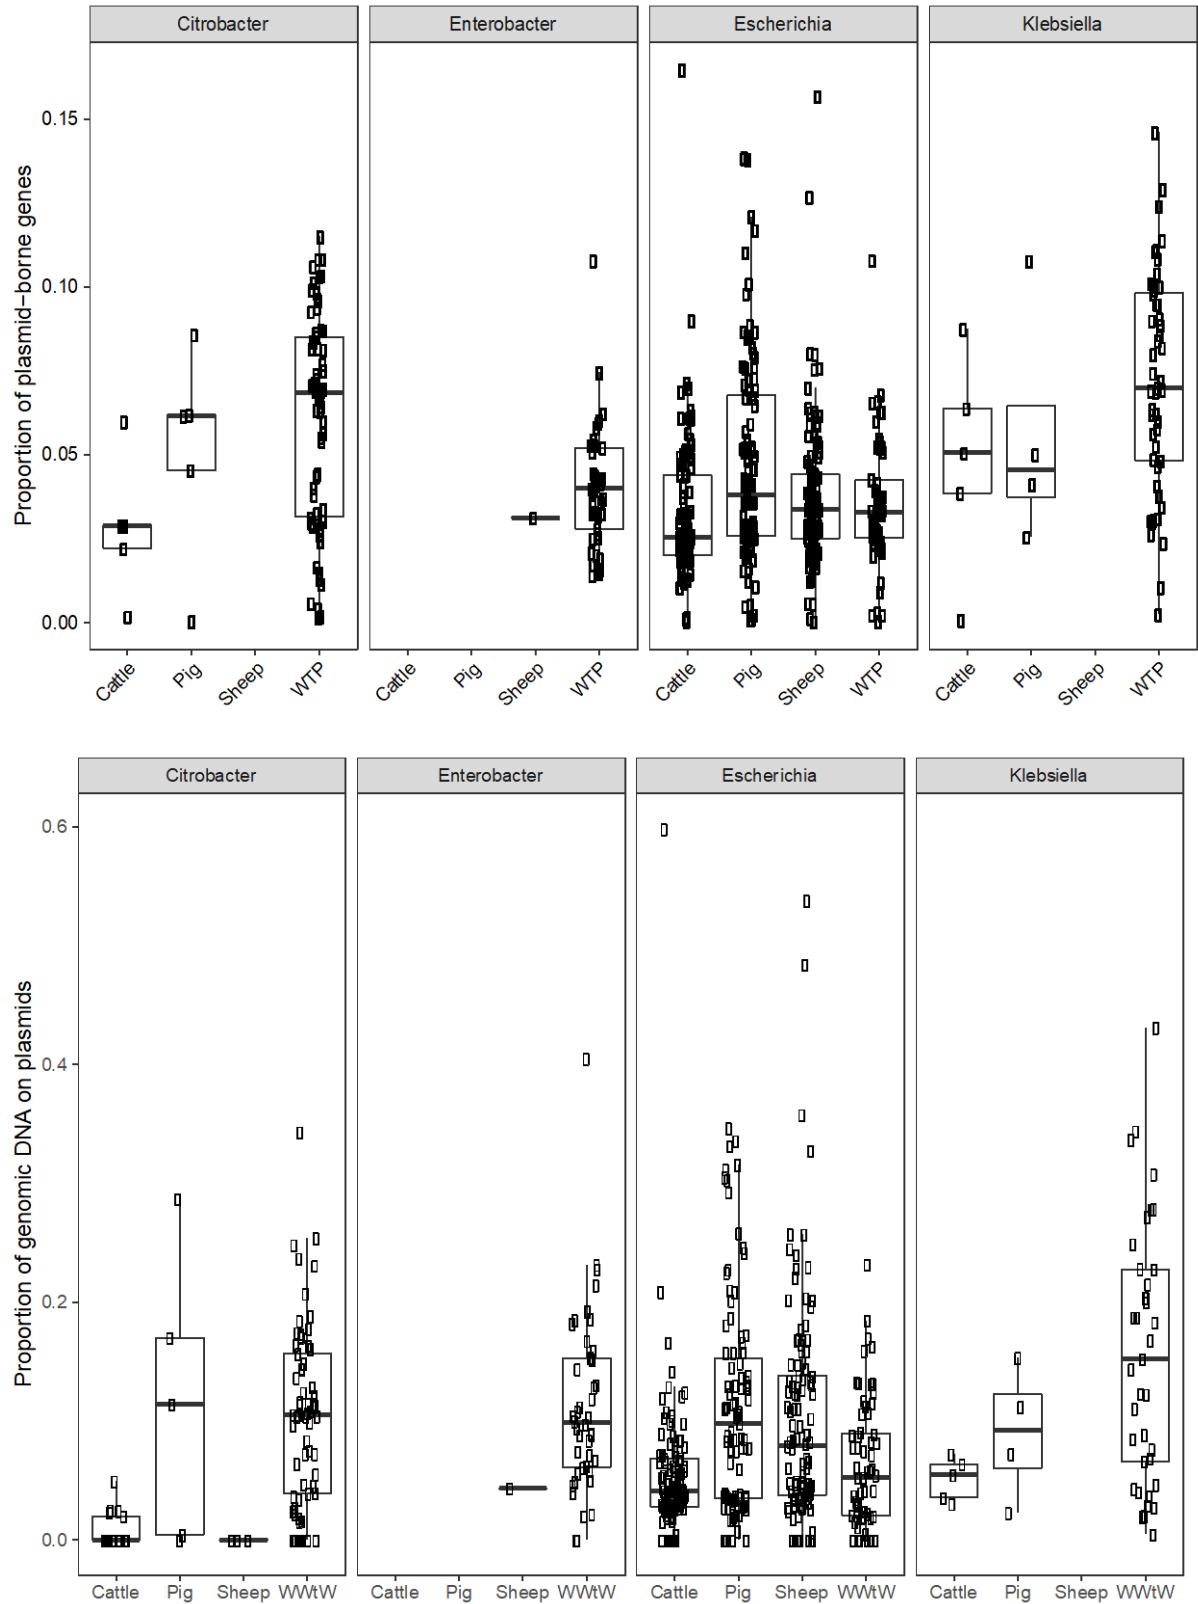 Citrobacter Enterobacter Escherichia Klebsiella
Proportion of plasmid-borne genes
0.15
0.10
0.05
0.00
Cattle Pig Sheep WTP Cattle Pig Sheep WTP Cattle Pig Sheep WTP Cattle Pig Sheep WTP
Citrobacter Enterobacter Escherichia Klebsiella
Proportion of genomic DNA on plasmids
0.6
0.4
0.2
0.0
Cattle Pig Sheep WWtW Cattle Pig Sheep WWtW Cattle Pig Sheep WWtW Cattle Pig Sheep WWtW